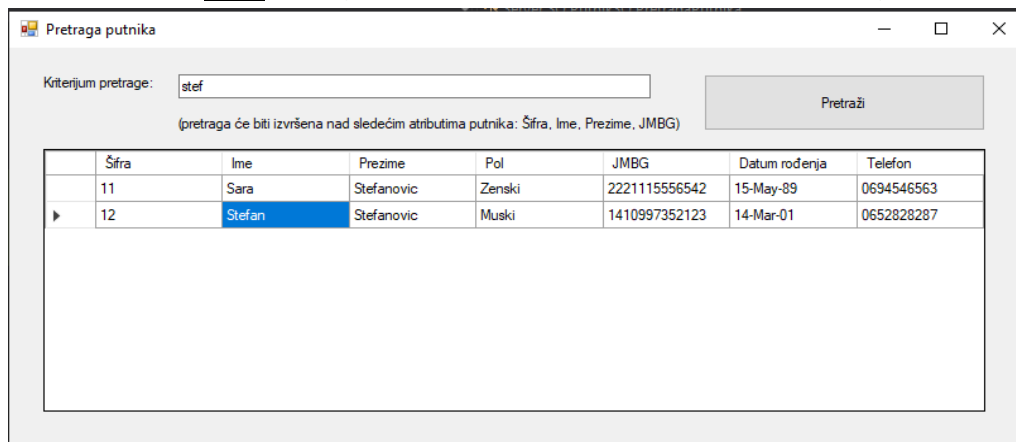 Pretraga putnika
Kriterijum pretrage: stef
Pretraži
(pretraga će biti izvršena nad sledećim atributima putnika: Šifra, Ime, Prezime, JMBG)
Šifra Ime Prezime Pol JMBG Datum rođenja Telefon
11 Sara Stefanovic Zenski 2221115556542 15-May-89 0694546563
12 Stefan Stefanovic Muski 1410997352123 14-Mar-01 0652828287